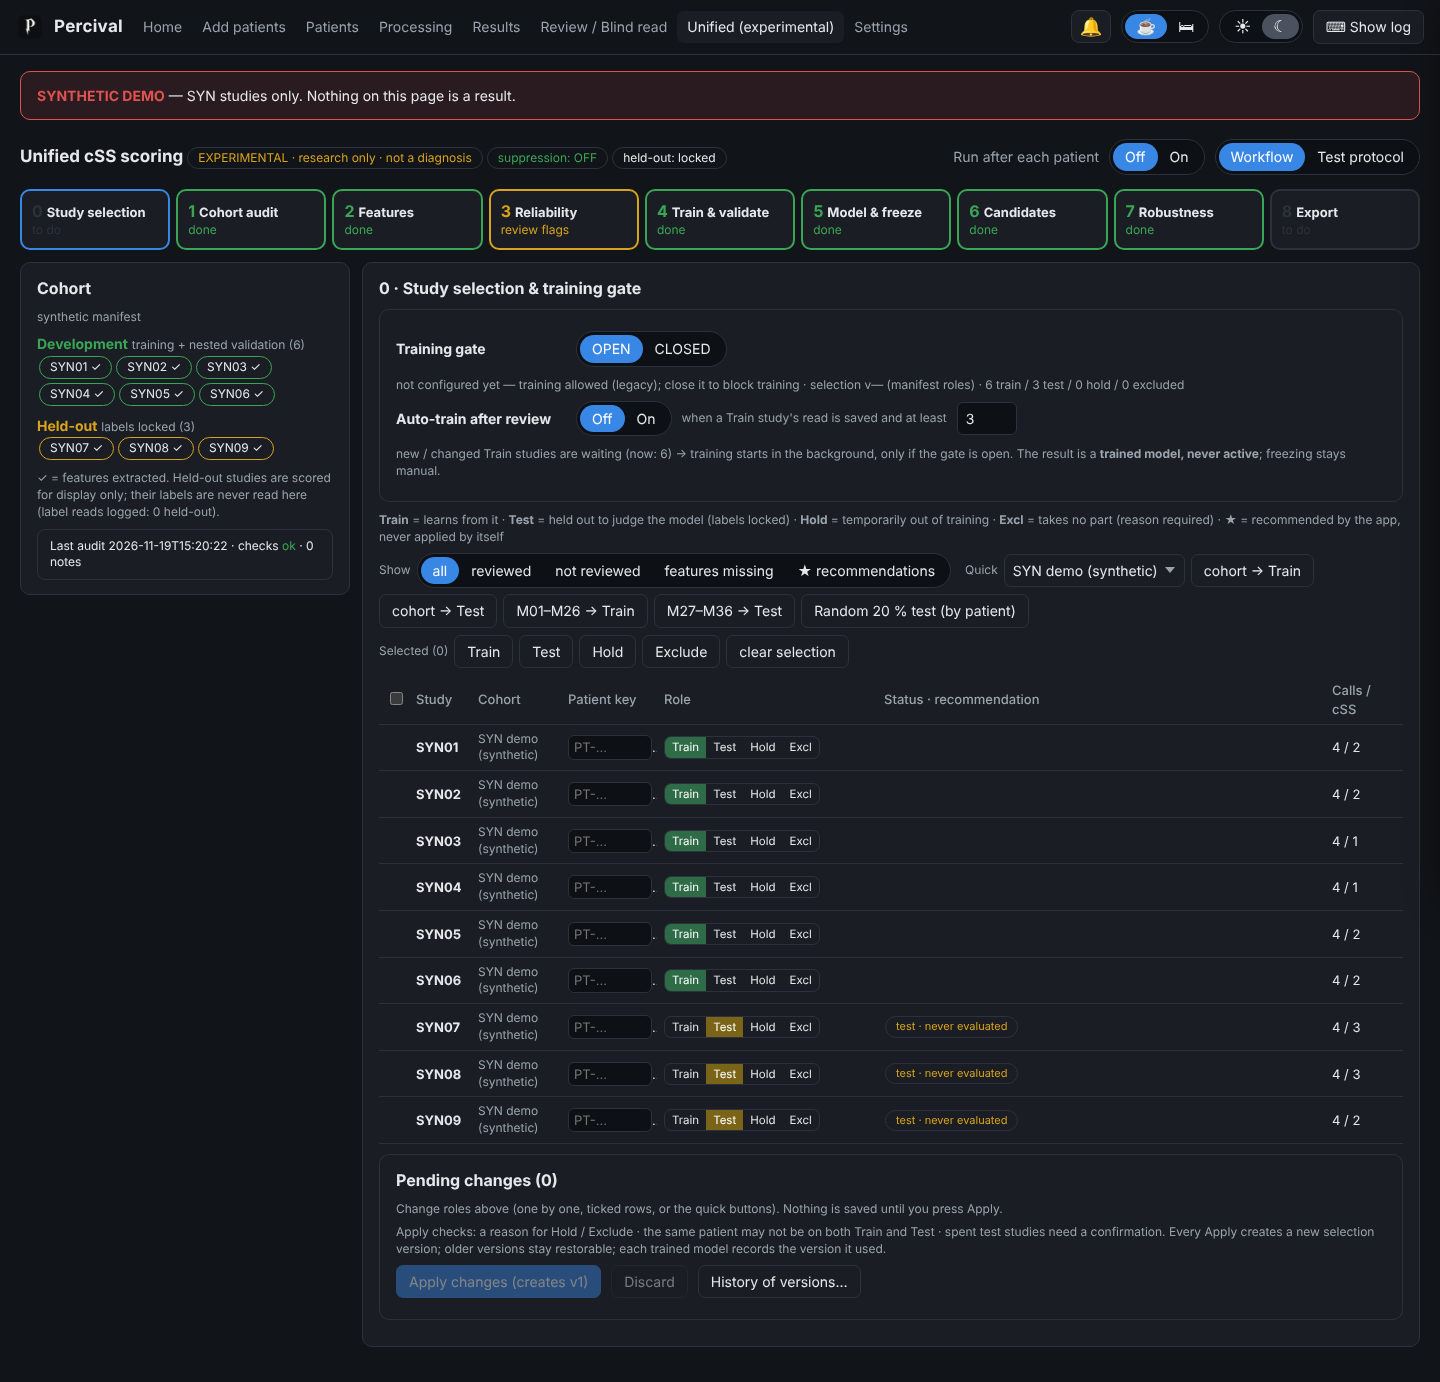 Percival Home Add patients Patients Processing Results Review / Blind read Unified (experimental) Settings Show log
SYNTHETIC DEMO — SYN studies only. Nothing on this page is a result.
Unified cSS scoring EXPERIMENTAL · research only · not a diagnosis suppression: OFF held-out: locked Run after each patient Off On Workflow Test protocol
0 Study selection
to do
1 Cohort audit
done
2 Features
done
3 Reliability
review flags
4 Train & validate
done
5 Model & freeze
done
6 Candidates
done
7 Robustness
done
8 Export
to do
Cohort
synthetic manifest
Development training + nested validation (6)
SYN01 ✓ SYN02 ✓ SYN03 ✓
SYN04 ✓ SYN05 ✓ SYN06 ✓
Held-out labels locked (3)
SYN07 ✓ SYN08 ✓ SYN09 ✓
✓ = features extracted. Held-out studies are scored
for display only; their labels are never read here
(label reads logged: 0 held-out).
Last audit 2026-11-19T15:20:22 · checks ok · 0
notes
0 · Study selection & training gate
Training gate OPEN CLOSED
not configured yet — training allowed (legacy); close it to block training · selection v— (manifest roles) · 6 train / 3 test / 0 hold / 0 excluded
Auto-train after review Off On when a Train study's read is saved and at least 3
new / changed Train studies are waiting (now: 6) → training starts in the background, only if the gate is open. The result is a trained model, never active; freezing stays
manual.
Train = learns from it · Test = held out to judge the model (labels locked) · Hold = temporarily out of training · Excl = takes no part (reason required) · ★ = recommended by the app,
never applied by itself
Show all reviewed not reviewed features missing ★ recommendations Quick SYN demo (synthetic) cohort → Train
cohort → Test M01–M26 → Train M27–M36 → Test Random 20 % test (by patient)
Selected (0) Train Test Hold Exclude clear selection
Study Cohort Patient key Role Status · recommendation Calls /
cSS
SYN01 SYN demo
(synthetic) PT-... . Train Test Hold Excl 4 / 2
SYN02 SYN demo
(synthetic) PT-... . Train Test Hold Excl 4 / 2
SYN03 SYN demo
(synthetic) PT-... . Train Test Hold Excl 4 / 1
SYN04 SYN demo
(synthetic) PT-... . Train Test Hold Excl 4 / 1
SYN05 SYN demo
(synthetic) PT-... . Train Test Hold Excl 4 / 2
SYN06 SYN demo
(synthetic) PT-... . Train Test Hold Excl 4 / 2
SYN07 SYN demo
(synthetic) PT-... . Train Test Hold Excl test · never evaluated 4 / 3
SYN08 SYN demo
(synthetic) PT-... . Train Test Hold Excl test · never evaluated 4 / 3
SYN09 SYN demo
(synthetic) PT-... . Train Test Hold Excl test · never evaluated 4 / 2
Pending changes (0)
Change roles above (one by one, ticked rows, or the quick buttons). Nothing is saved until you press Apply.
Apply checks: a reason for Hold / Exclude · the same patient may not be on both Train and Test · spent test studies need a confirmation. Every Apply creates a new selection
version; older versions stay restorable; each trained model records the version it used.
Apply changes (creates v1) Discard History of versions...